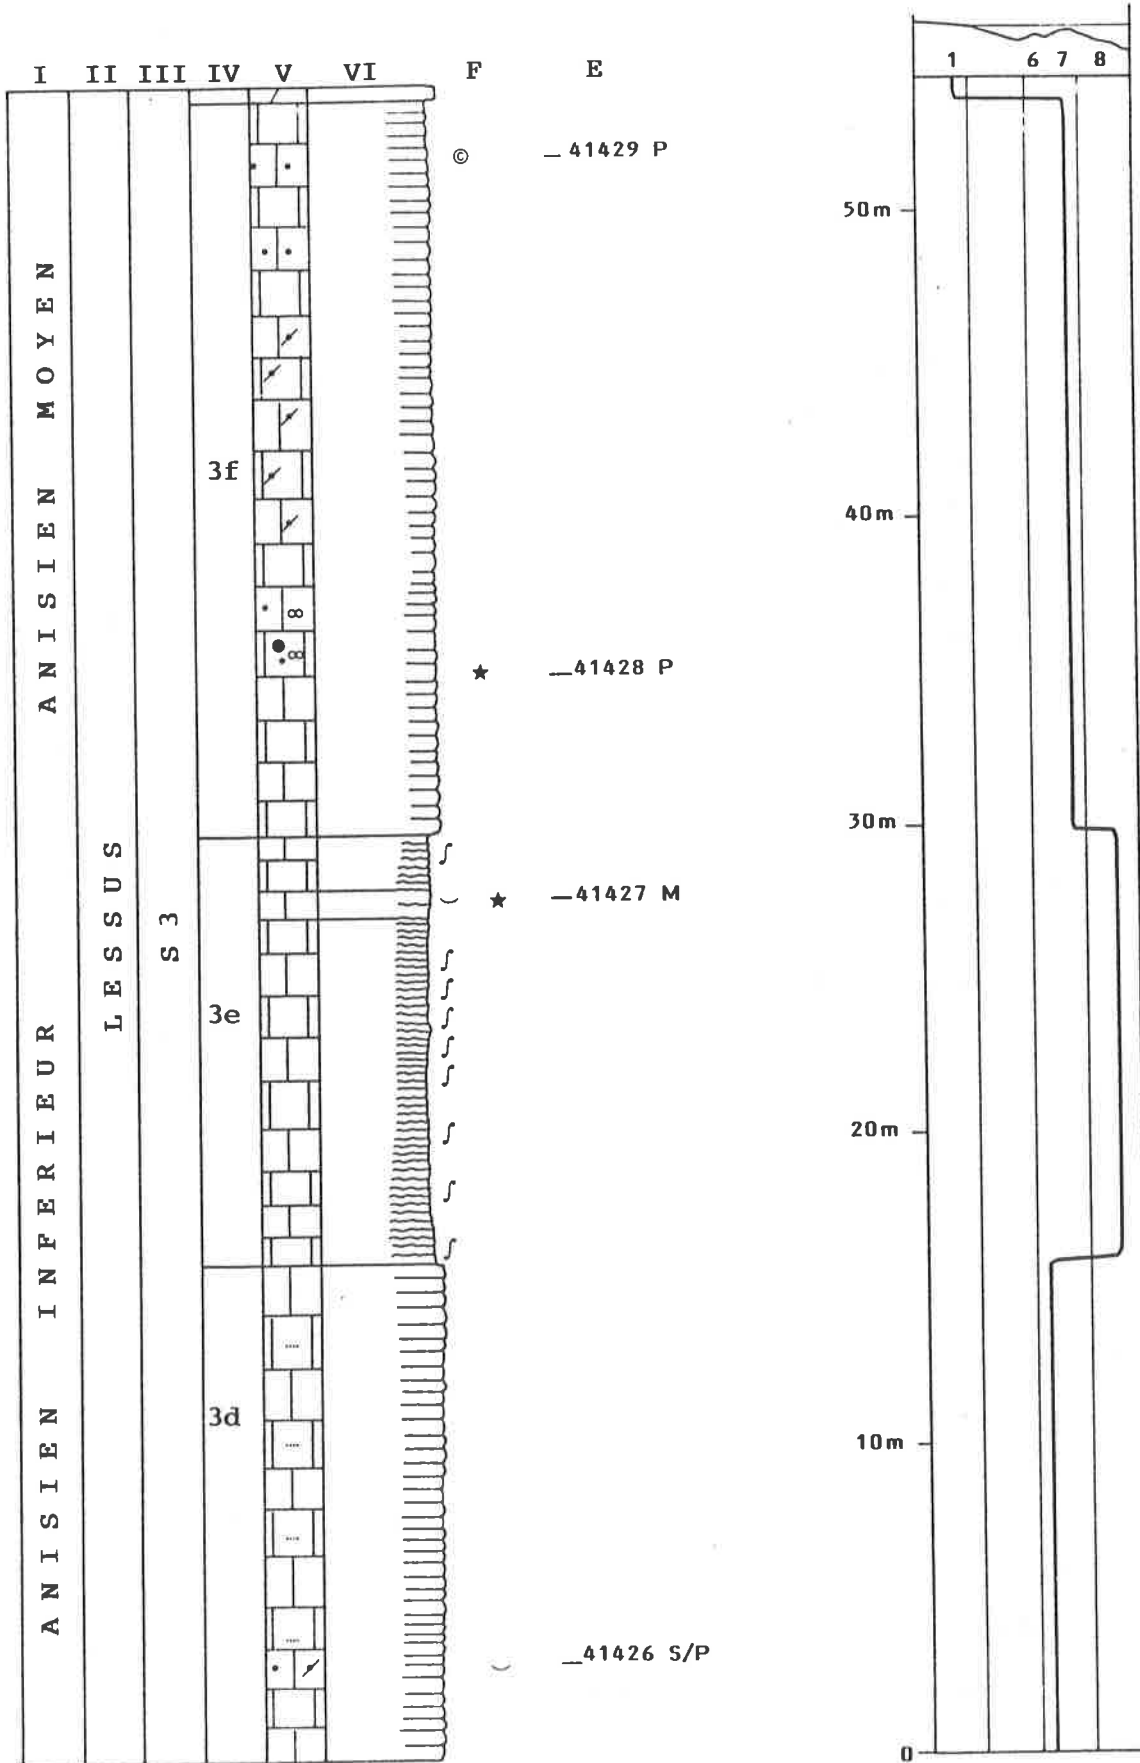 I II III IV V VI F E
1 6 7 8
© 41429 P
50m
ANISIEN MOYEN
3f
40m
41428 P
30m
LESSUS
41427 M
S 3
3e
ANISIEN INFERIEUR
20m
3d
10m
41426 S/P
0